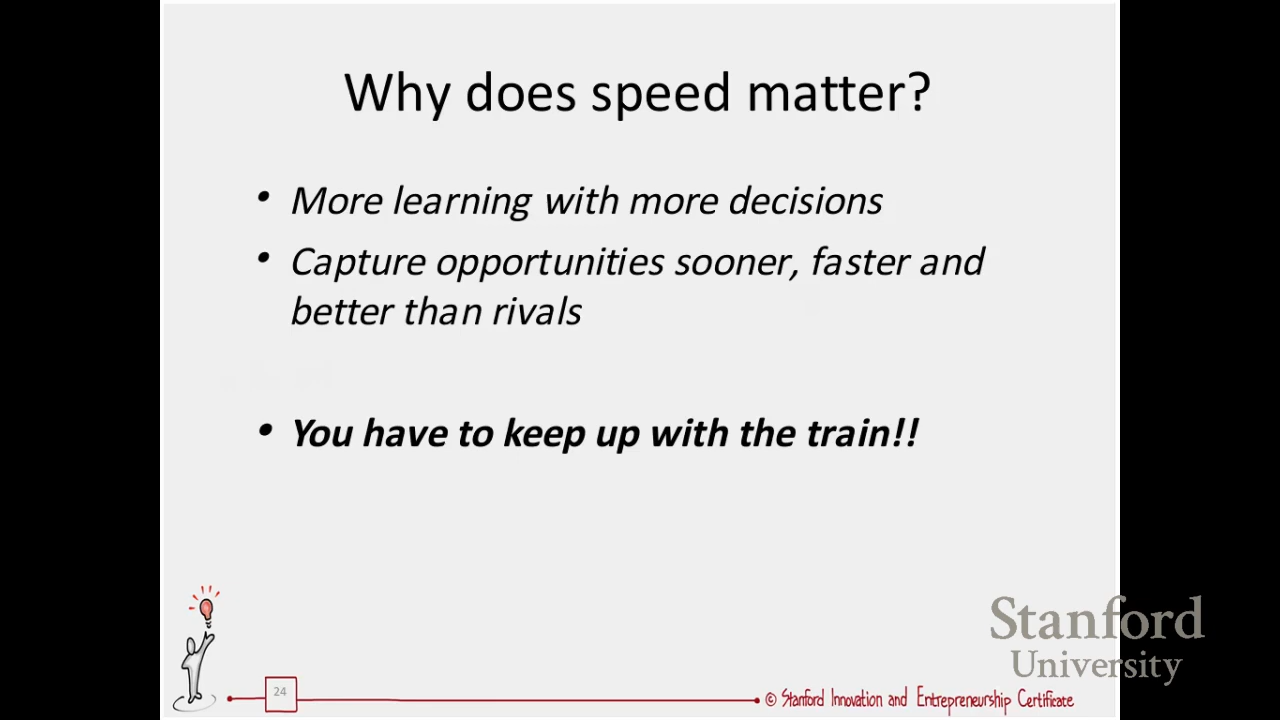 Why does speed matter?
• More learning with more decisions
• Capture opportunities sooner, faster and
better than rivals
• You have to keep up with the train!!
24
© Stanford Innovation and Entrepreneurship Certificate
Stanford
University